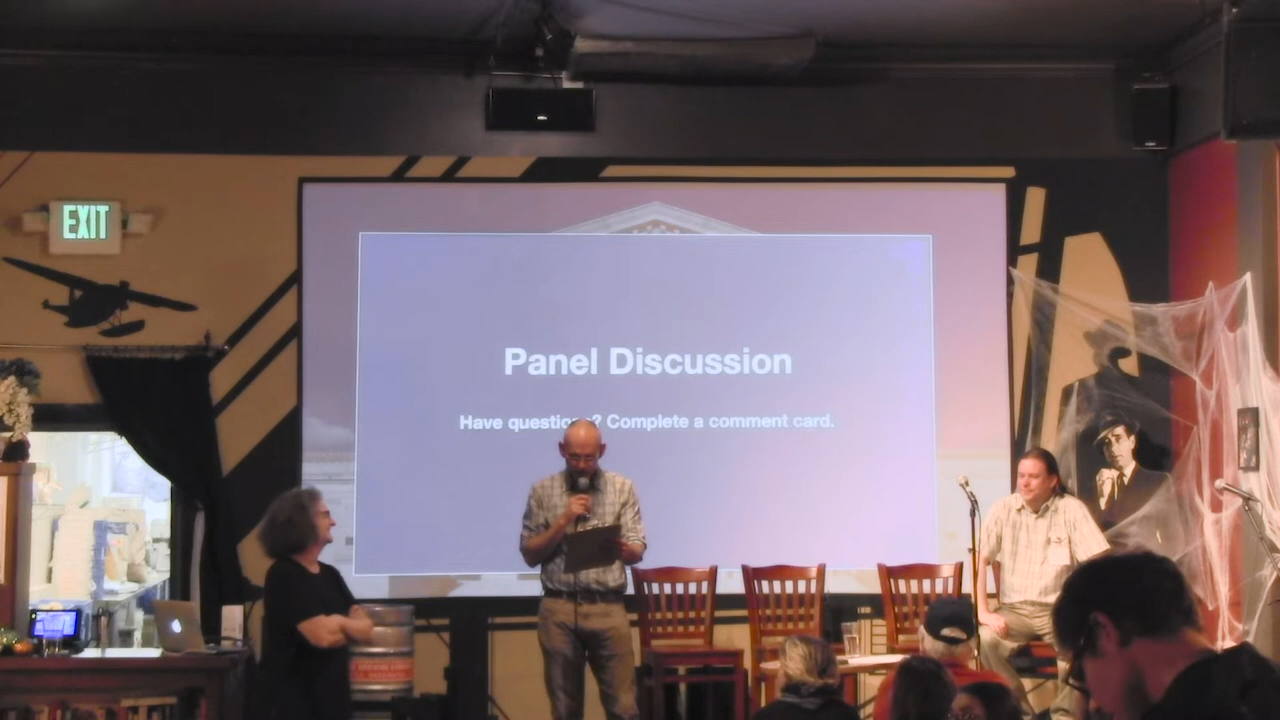 EXIT
Panel Discussion
Have questions? Complete a comment card.